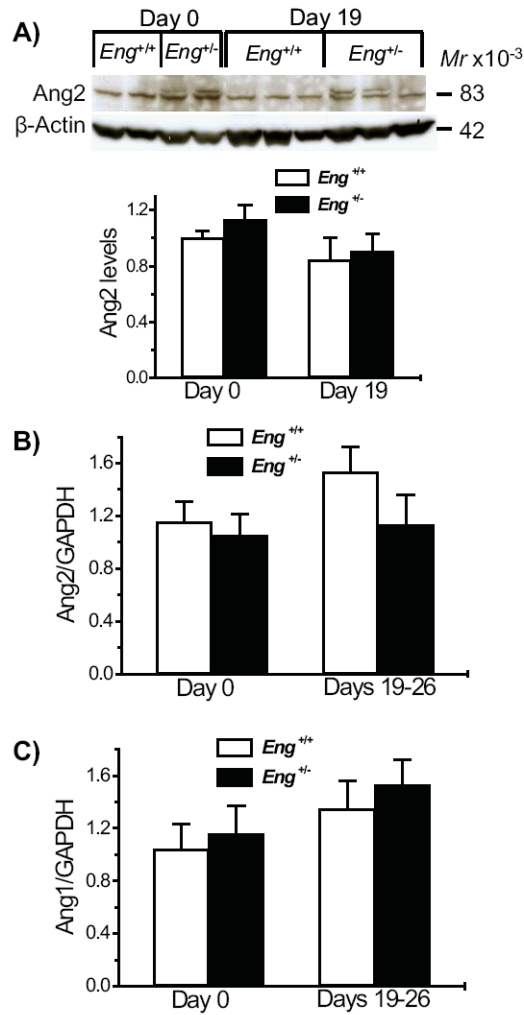 A)
Day 0 Day 19
Eng+/+ Eng+/- Eng+/+ Eng+/- Mr x10-3
Ang2 83
β-Actin 42
Eng +/+
Eng +/-
Ang2 levels
1.2
0.8
0.4
0.0
Day 0 Day 19
B)
Eng +/+
Eng +/-
Ang2/GAPDH
1.6
1.2
0.8
0.4
0.0
Day 0 Days 19-26
C)
Eng +/+
Eng +/-
Ang1/GAPDH
1.6
1.2
0.8
0.4
0.0
Day 0 Days 19-26